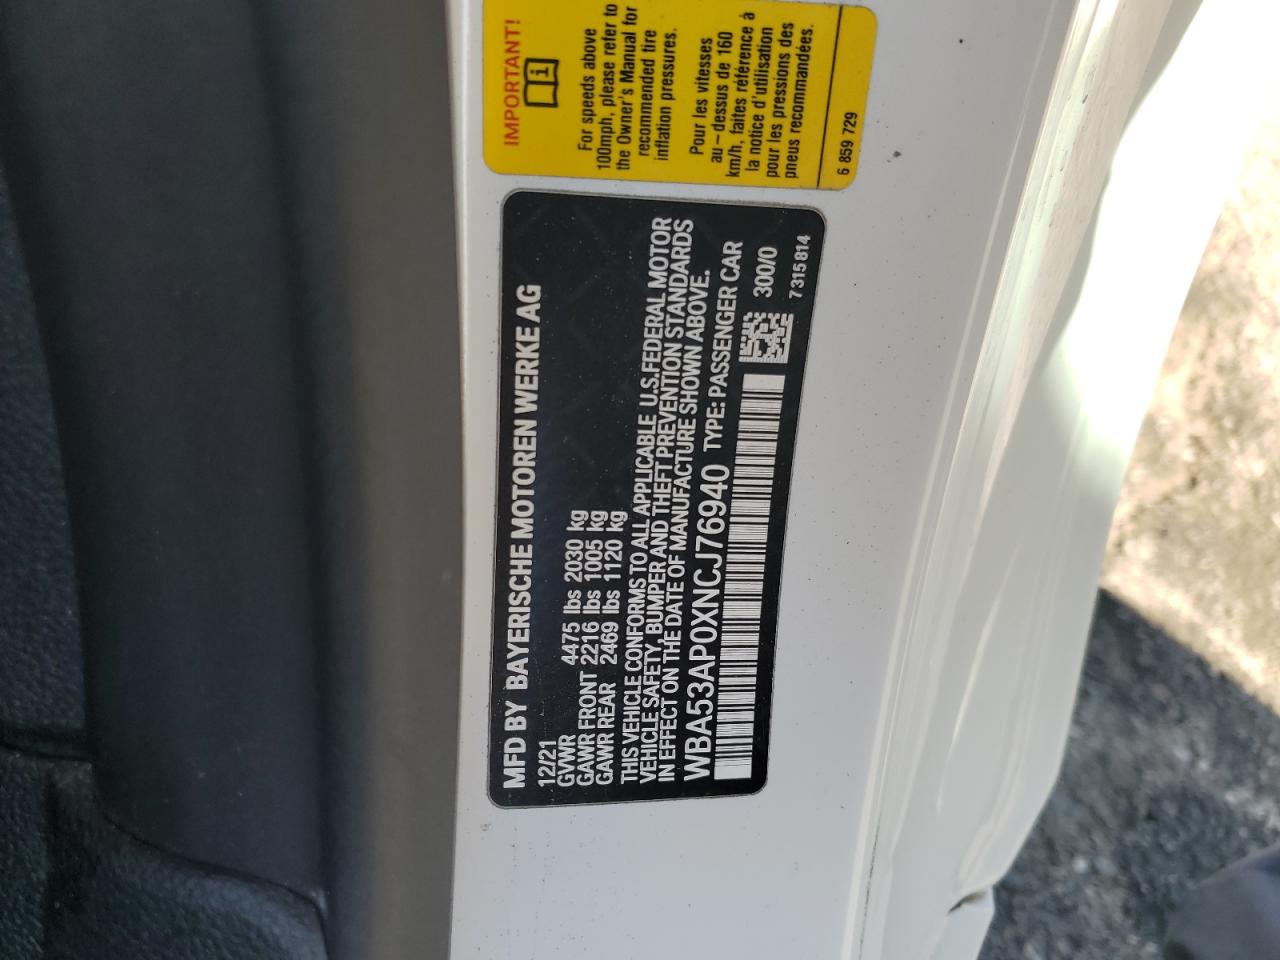 IMPORTANT!
i
For speeds above
100mph, please refer to
the Owner's Manual for
recommended tire
inflation pressures.
Pour les vitesses
au - dessus de 160
km/h, faites référence à
la notice d'utilisation
pour les pressions des
pneus recommandées.
6 859 729
MFD BY BAYERISCHE MOTOREN WERKE AG
12/21
GVWR 4475 lbs 2030 kg
GAWR FRONT 2216 lbs 1005 kg
GAWR REAR 2469 lbs 1120 kg
THIS VEHICLE CONFORMS TO ALL APPLICABLE U.S.FEDERAL MOTOR
VEHICLE SAFETY, BUMPER AND THEFT PREVENTION STANDARDS
IN EFFECT ON THE DATE OF MANUFACTURE SHOWN ABOVE.
WBA53AP0XNCJ76940 TYPE: PASSENGER CAR
300/0
7315814